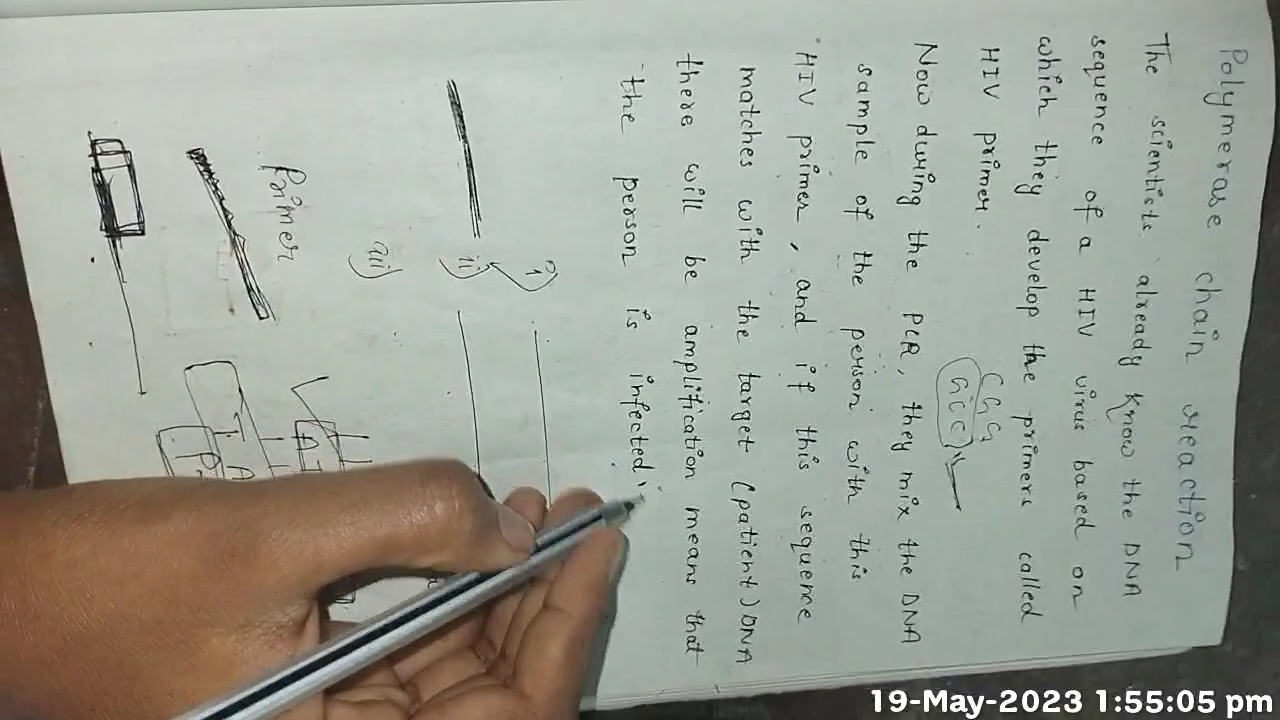 Polymerase chain reaction
The scientists already know the DNA
sequence of a HIV virus based on
which they develop the primers called
HIV primer.
CGG
GCC
Now during the PCR, they mix the DNA
sample of the person with this
HIV primer, and if this sequence
matches with the target (patient) DNA
there will be amplification means that
the person is infected.
i)
ii)
iii)
Primer
19-May-2023 1:55:05 pm